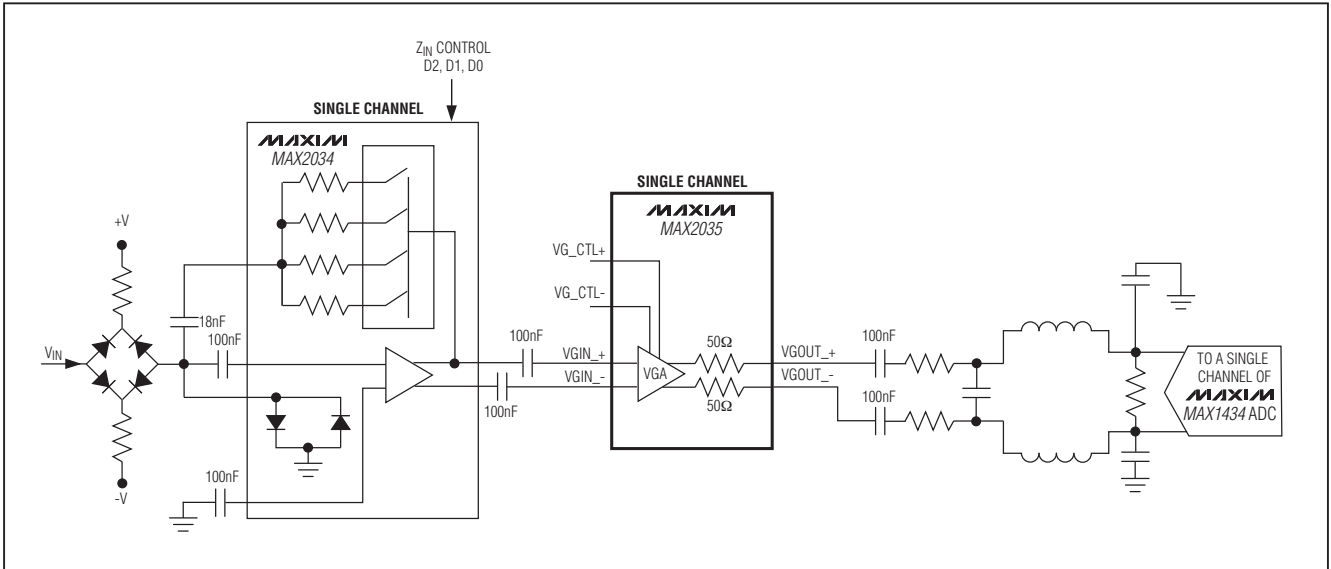 Z_IN CONTROL
D2, D1, D0
SINGLE CHANNEL
MAXIM
MAX2034
+V
18nF
100nF
V_IN
-V
100nF
100nF
100nF
SINGLE CHANNEL
MAXIM
MAX2035
VG_CTL+
VG_CTL-
VGIN_+
VGIN_-
VGA
50Ω
50Ω
VGOUT_+
VGOUT_-
100nF
100nF
TO A SINGLE
CHANNEL OF
MAXIM
MAX1434 ADC